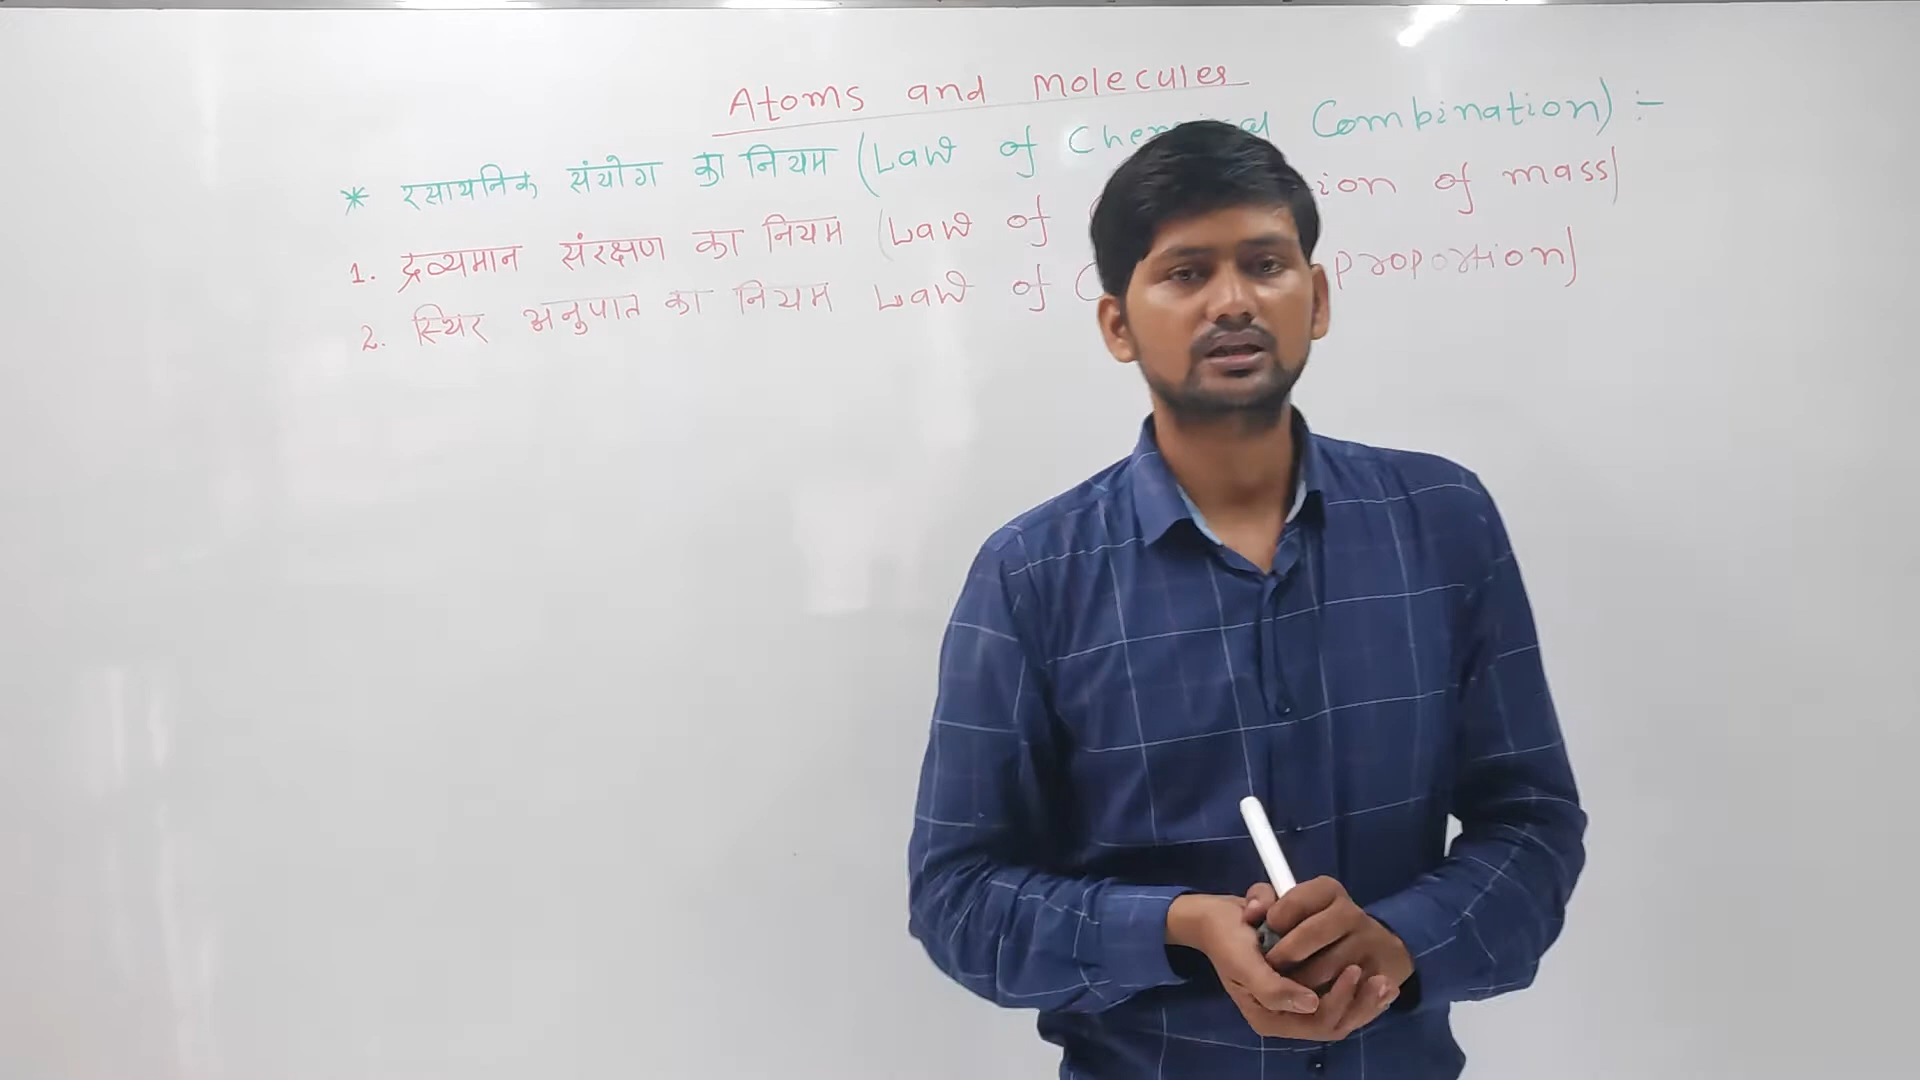 Atoms and Molecules
* रसायनिक संयोग का नियम (Law of Chemical Combination) :-
1. द्रव्यमान संरक्षण का नियम (Law of ion of mass)
2. स्थिर अनुपात का नियम Law of C proportion)